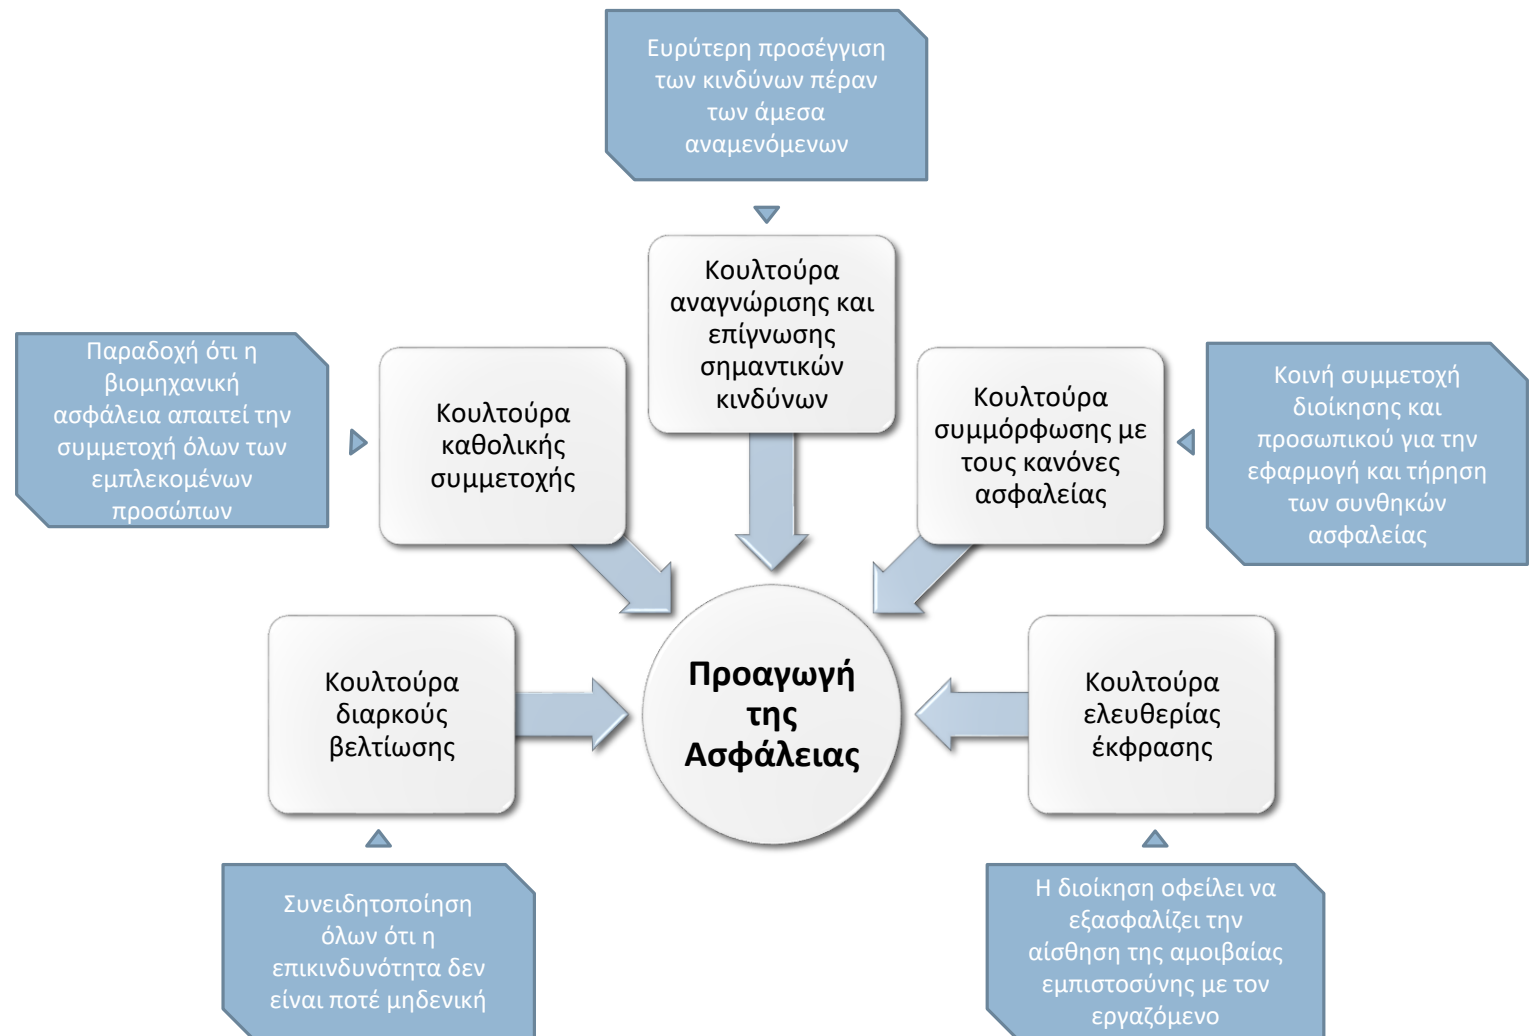 Ευρύτερη προσέγγιση
των κινδύνων πέραν
των άμεσα
αναμενόμενων
Κουλτούρα
αναγνώρισης και
επίγνωσης
σημαντικών
κινδύνων
Παραδοχή ότι η
βιομηχανική
ασφάλεια απαιτεί την
συμμετοχή όλων των
εμπλεκομένων
προσώπων
Κουλτούρα
καθολικής
συμμετοχής
Κουλτούρα
συμμόρφωσης με
τους κανόνες
ασφαλείας
Κοινή συμμετοχή
διοίκησης και
προσωπικού για την
εφαρμογή και τήρηση
των συνθηκών
ασφαλείας
Κουλτούρα
διαρκούς
βελτίωσης
Προαγωγή
της
Ασφάλειας
Κουλτούρα
ελευθερίας
έκφρασης
Συνειδητοποίηση
όλων ότι η
επικινδυνότητα δεν
είναι ποτέ μηδενική
Η διοίκηση οφείλει να
εξασφαλίζει την
αίσθηση της αμοιβαίας
εμπιστοσύνης με τον
εργαζόμενο